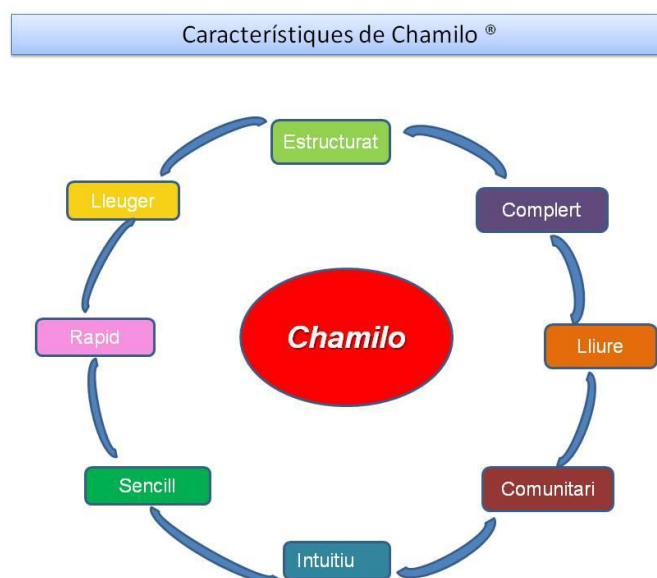 Característiques de Chamilo ®
Estructurat
Lleuger
Complert
Rapid
Chamilo
Lliure
Sencill
Comunitari
Intuitiu